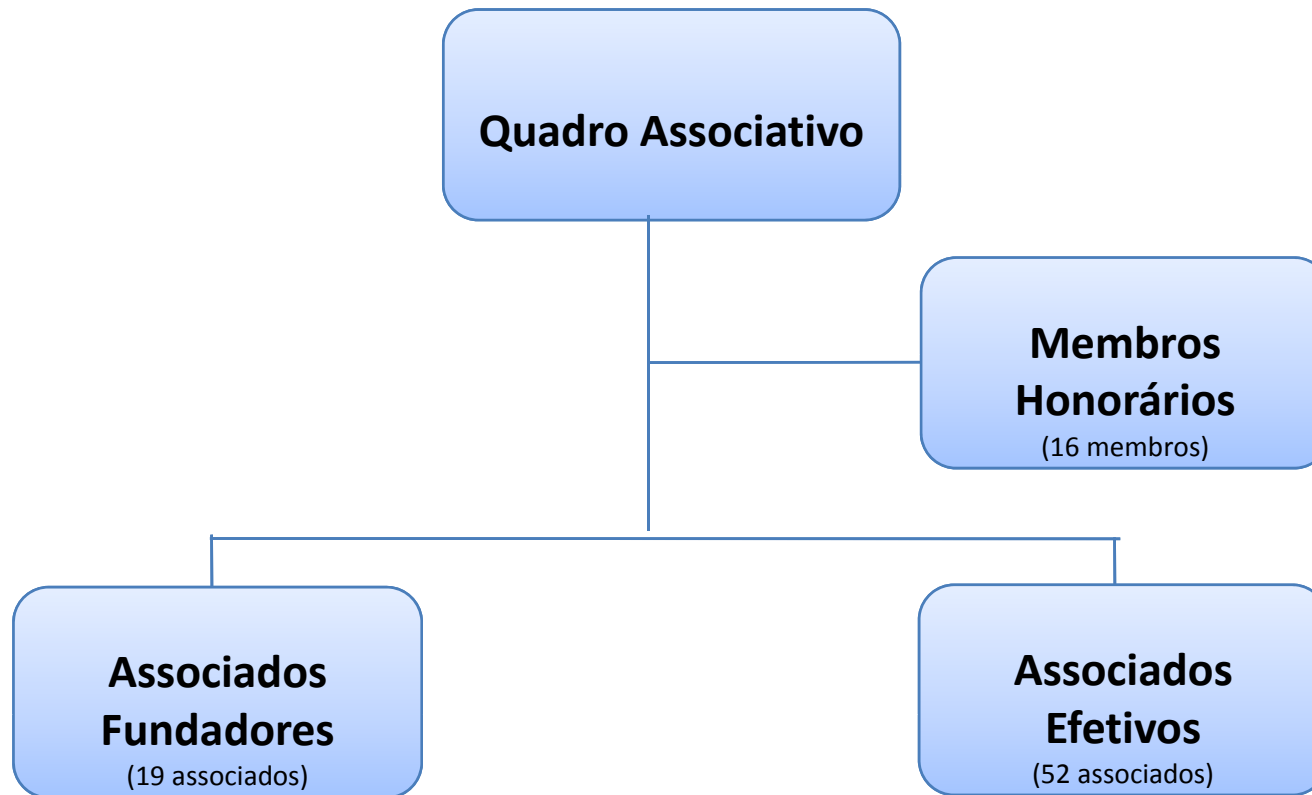 Quadro Associativo
Membros
Honorários
(16 membros)
Associados
Fundadores
(19 associados)
Associados
Efetivos
(52 associados)